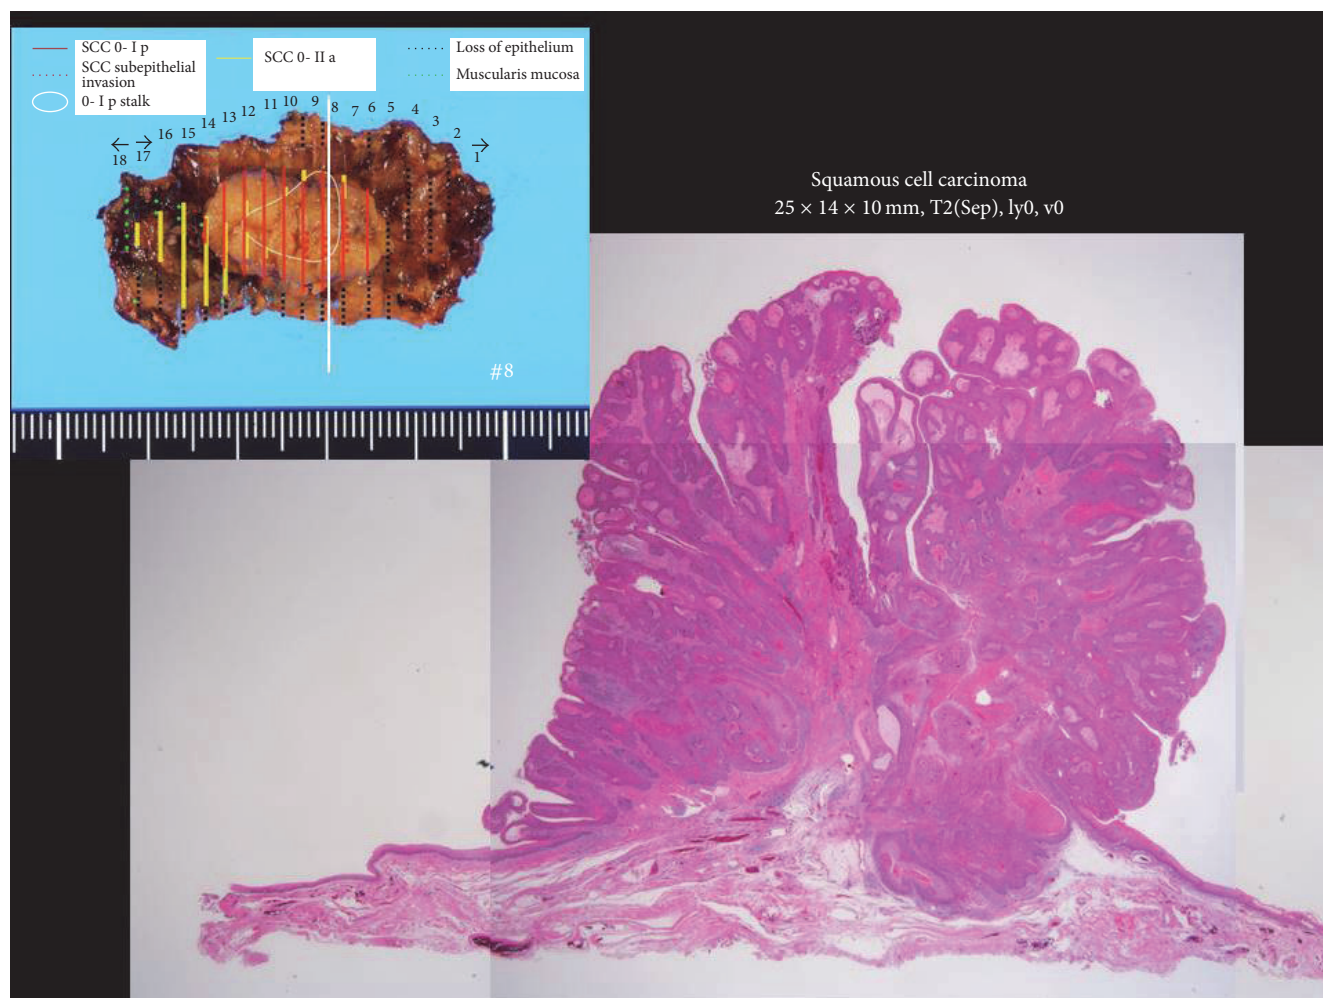 SCC 0- I p
SCC subepithelial
invasion
0- I p stalk
SCC 0- II a
Loss of epithelium
Muscularis mucosa
18 17 16 15 14 13 12 11 10 9 8 7 6 5 4 3 2 1
#8
Squamous cell carcinoma
25 × 14 × 10 mm, T2(Sep), ly0, v0